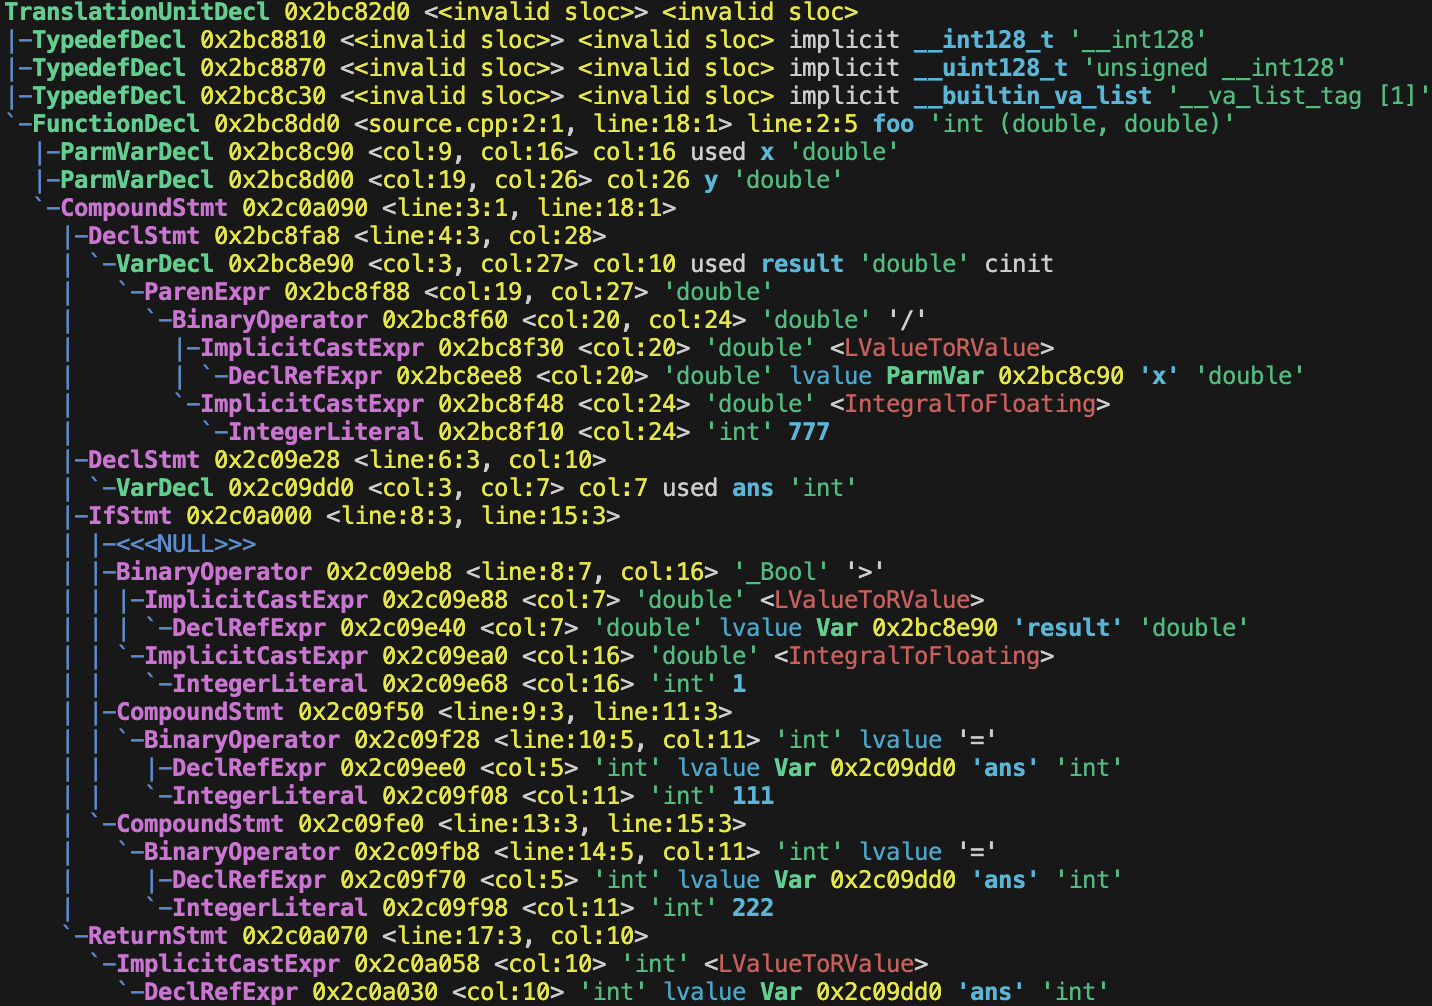 TranslationUnitDecl 0x2bc82d0 <<invalid sloc>> <invalid sloc>
|-TypedefDecl 0x2bc8810 <<invalid sloc>> <invalid sloc> implicit __int128_t '__int128'
|-TypedefDecl 0x2bc8870 <<invalid sloc>> <invalid sloc> implicit __uint128_t 'unsigned __int128'
|-TypedefDecl 0x2bc8c30 <<invalid sloc>> <invalid sloc> implicit __builtin_va_list '__va_list_tag [1]'
`-FunctionDecl 0x2bc8dd0 <source.cpp:2:1, line:18:1> line:2:5 foo 'int (double, double)'
  |-ParmVarDecl 0x2bc8c90 <col:9, col:16> col:16 used x 'double'
  |-ParmVarDecl 0x2bc8d00 <col:19, col:26> col:26 y 'double'
  `-CompoundStmt 0x2c0a090 <line:3:1, line:18:1>
    |-DeclStmt 0x2bc8fa8 <line:4:3, col:28>
    | `-VarDecl 0x2bc8e90 <col:3, col:27> col:10 used result 'double' cinit
    |   `-ParenExpr 0x2bc8f88 <col:19, col:27> 'double'
    |     `-BinaryOperator 0x2bc8f60 <col:20, col:24> 'double' '/'
    |       |-ImplicitCastExpr 0x2bc8f30 <col:20> 'double' <LValueToRValue>
    |       | `-DeclRefExpr 0x2bc8ee8 <col:20> 'double' lvalue ParmVar 0x2bc8c90 'x' 'double'
    |       `-ImplicitCastExpr 0x2bc8f48 <col:24> 'double' <IntegralToFloating>
    |         `-IntegerLiteral 0x2bc8f10 <col:24> 'int' 777
    |-DeclStmt 0x2c09e28 <line:6:3, col:10>
    | `-VarDecl 0x2c09dd0 <col:3, col:7> col:7 used ans 'int'
    |-IfStmt 0x2c0a000 <line:8:3, line:15:3>
    | |-<<<NULL>>>
    | |-BinaryOperator 0x2c09eb8 <line:8:7, col:16> '_Bool' '>'
    | | |-ImplicitCastExpr 0x2c09e88 <col:7> 'double' <LValueToRValue>
    | | | `-DeclRefExpr 0x2c09e40 <col:7> 'double' lvalue Var 0x2bc8e90 'result' 'double'
    | | `-ImplicitCastExpr 0x2c09ea0 <col:16> 'double' <IntegralToFloating>
    | |   `-IntegerLiteral 0x2c09e68 <col:16> 'int' 1
    | |-CompoundStmt 0x2c09f50 <line:9:3, line:11:3>
    | | `-BinaryOperator 0x2c09f28 <line:10:5, col:11> 'int' lvalue '='
    | |   |-DeclRefExpr 0x2c09ee0 <col:5> 'int' lvalue Var 0x2c09dd0 'ans' 'int'
    | |   `-IntegerLiteral 0x2c09f08 <col:11> 'int' 111
    | `-CompoundStmt 0x2c09fe0 <line:13:3, line:15:3>
    |   `-BinaryOperator 0x2c09fb8 <line:14:5, col:11> 'int' lvalue '='
    |     |-DeclRefExpr 0x2c09f70 <col:5> 'int' lvalue Var 0x2c09dd0 'ans' 'int'
    |     `-IntegerLiteral 0x2c09f98 <col:11> 'int' 222
    `-ReturnStmt 0x2c0a070 <line:17:3, col:10>
      `-ImplicitCastExpr 0x2c0a058 <col:10> 'int' <LValueToRValue>
        `-DeclRefExpr 0x2c0a030 <col:10> 'int' lvalue Var 0x2c09dd0 'ans' 'int'